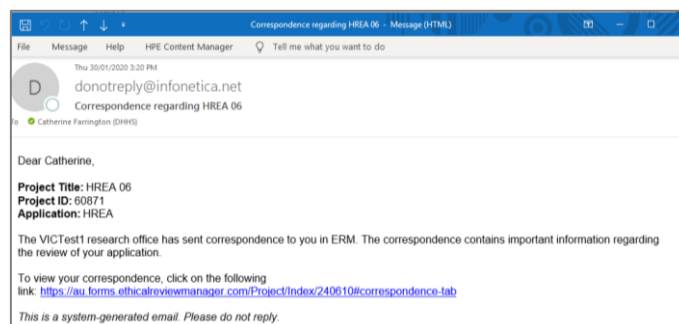 Correspondence regarding HREA 06 - Message (HTML)
File Message Help HPE Content Manager Tell me what you want to do
Thu 30/01/2020 3:20 PM
D
donotreply@infonetica.net
Correspondence regarding HREA 06
To Catherine Farrington (DHHS)
Dear Catherine,
Project Title: HREA 06
Project ID: 60871
Application: HREA
The VICTest1 research office has sent correspondence to you in ERM. The correspondence contains important information regarding
the review of your application.
To view your correspondence, click on the following
link: https://au.forms.ethicalreviewmanager.com/Project/Index/240610#correspondence-tab
This is a system-generated email. Please do not reply.